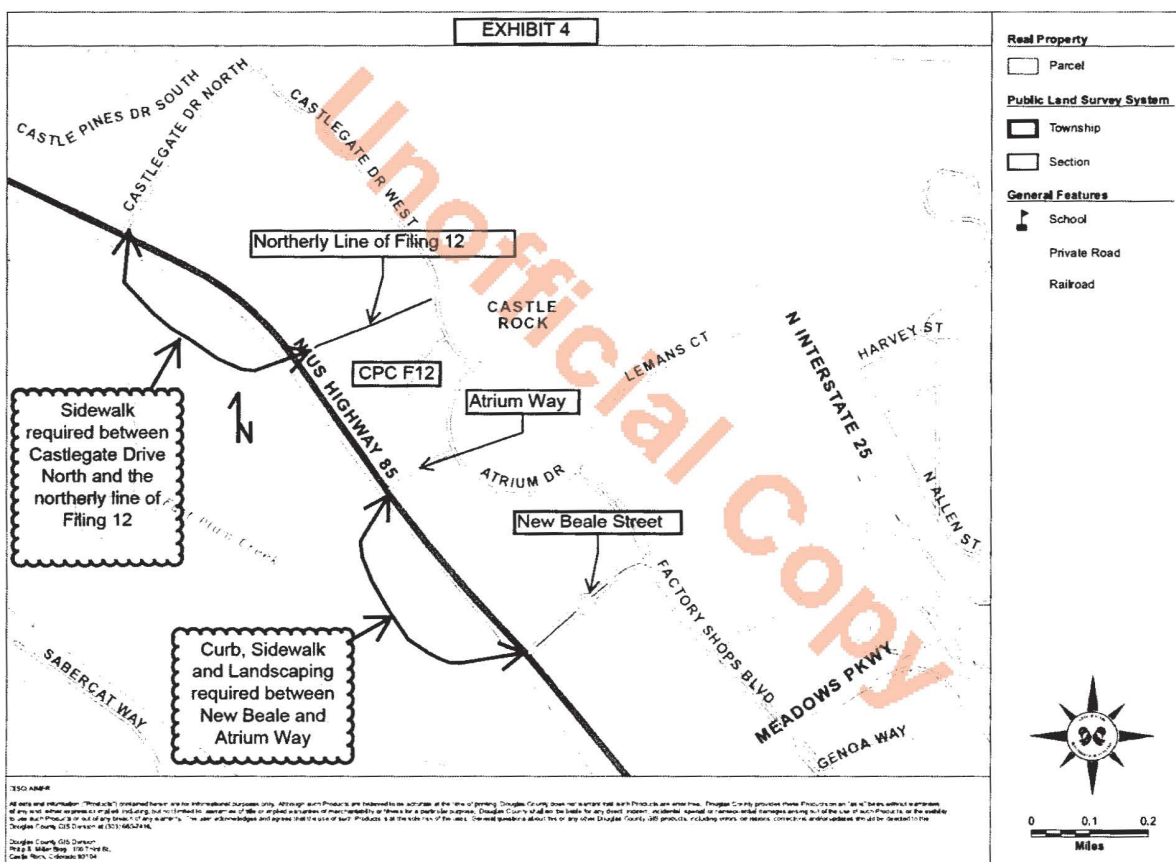 EXHIBIT 4
CASTLE PINES DR SOUTH
CASTLEGATE DR NORTH
CASTLEGATE DR WEST
Northerly Line of Filing 12
CASTLE
ROCK
CPC F12
LEMANS CT
N INTERSTATE 25
HARVEY ST
N ALLEN ST
US HIGHWAY 85
N
Atrium Way
ATRIUM DR
New Beale Street
FACTORY SHOPS BLVD
MEADOWS PKWY
GENOA WAY
SABERCAT WAY
Sidewalk
required between
Castlegate Drive
North and the
northerly line of
Filing 12
Curb, Sidewalk
and Landscaping
required between
New Beale and
Atrium Way
Unofficial Copy
Real Property
Parcel
Public Land Survey System
Township
Section
General Features
School
Private Road
Railroad
0 0.1 0.2
Miles
DISCLAIMER
Douglas County GIS Division